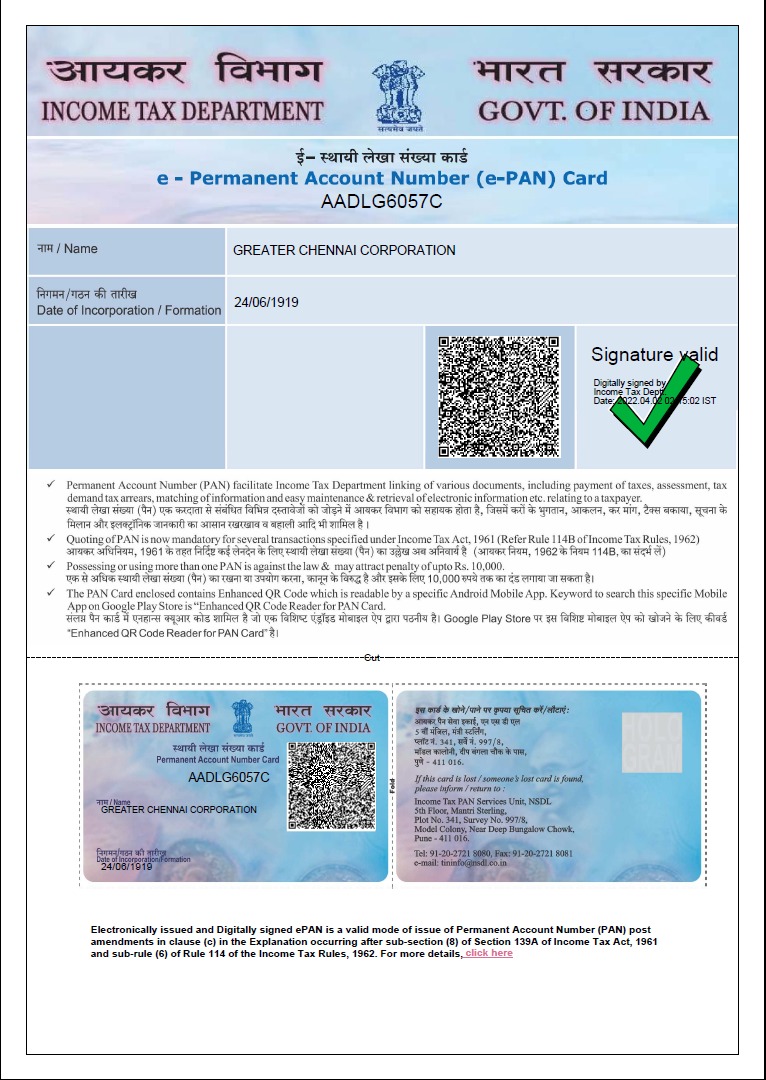 आयकर विभाग भारत सरकार
INCOME TAX DEPARTMENT GOVT. OF INDIA
सत्यमेव जयते
ई– स्थायी लेखा संख्या कार्ड
e - Permanent Account Number (e-PAN) Card
AADLG6057C
नाम / Name GREATER CHENNAI CORPORATION
निगमन/गठन की तारीख
Date of Incorporation / Formation 24/06/1919
Signature valid
Digitally signed by
Income Tax Dept.
Date: 2022.04.02 15:02 IST
✓ Permanent Account Number (PAN) facilitate Income Tax Department linking of various documents, including payment of taxes, assessment, tax
demand tax arrears, matching of information and easy maintenance & retrieval of electronic information etc. relating to a taxpayer.
स्थायी लेखा संख्या (पैन) एक करदाता से संबंधित विभिन्न दस्तावेजों को जोड़ने में आयकर विभाग को सहायक होता है, जिसमें करों के भुगतान, आकलन, कर मांग, टैक्स बकाया, सूचना के
मिलान और इलक्ट्रॉनिक जानकारी का आसान रखरखाव व बहाली आदि भी शामिल है ।
✓ Quoting of PAN is now mandatory for several transactions specified under Income Tax Act, 1961 (Refer Rule 114B of Income Tax Rules, 1962)
आयकर अधिनियम, 1961 के तहत निर्दिष्ट कई लेनदेन के लिए स्थायी लेखा संख्या (पैन) का उल्लेख अब अनिवार्य है (आयकर नियम, 1962 के नियम 114B, का संदर्भ लें)
✓ Possessing or using more than one PAN is against the law & may attract penalty of upto Rs. 10,000.
एक से अधिक स्थायी लेखा संख्या (पैन) का रखना या उपयोग करना, कानून के विरुद्ध है और इसके लिए 10,000 रुपये तक का दंड लगाया जा सकता है।
✓ The PAN Card enclosed contains Enhanced QR Code which is readable by a specific Android Mobile App. Keyword to search this specific Mobile
App on Google Play Store is “Enhanced QR Code Reader for PAN Card.
संलग्न पैन कार्ड में एनहान्स क्यूआर कोड शामिल है जो एक विशिष्ट एंड्रॉइड मोबाइल ऐप द्वारा पठनीय है। Google Play Store पर इस विशिष्ट मोबाइल ऐप को खोजने के लिए कीवर्ड
"Enhanced QR Code Reader for PAN Card" है।
Cut
आयकर विभाग भारत सरकार
INCOME TAX DEPARTMENT GOVT. OF INDIA
स्थायी लेखा संख्या कार्ड
Permanent Account Number Card
AADLG6057C
नाम / Name
GREATER CHENNAI CORPORATION
निगमन/गठन की तारीख
Date of Incorporation/Formation
24/06/1919
Fold
इस कार्ड के खोने/पाने पर कृपया सूचित करें/लौटाएं:
आयकर पैन सेवा इकाई, एन एस डी एल
5 वीं मंजिल, मंत्री स्टर्लिंग,
प्लॉट नं. 341, सर्वे नं. 997/8,
मॉडल कालोनी, दीप बंगला चौक के पास,
पुणे - 411 016.
If this card is lost / someone's lost card is found,
please inform / return to :
Income Tax PAN Services Unit, NSDL
5th Floor, Mantri Sterling,
Plot No. 341, Survey No. 997/8,
Model Colony, Near Deep Bungalow Chowk,
Pune - 411 016.
Tel: 91-20-2721 8080, Fax: 91-20-2721 8081
e-mail: tininfo@nsdl.co.in
Electronically issued and Digitally signed ePAN is a valid mode of issue of Permanent Account Number (PAN) post
amendments in clause (c) in the Explanation occurring after sub-section (8) of Section 139A of Income Tax Act, 1961
and sub-rule (6) of Rule 114 of the Income Tax Rules, 1962. For more details, click here